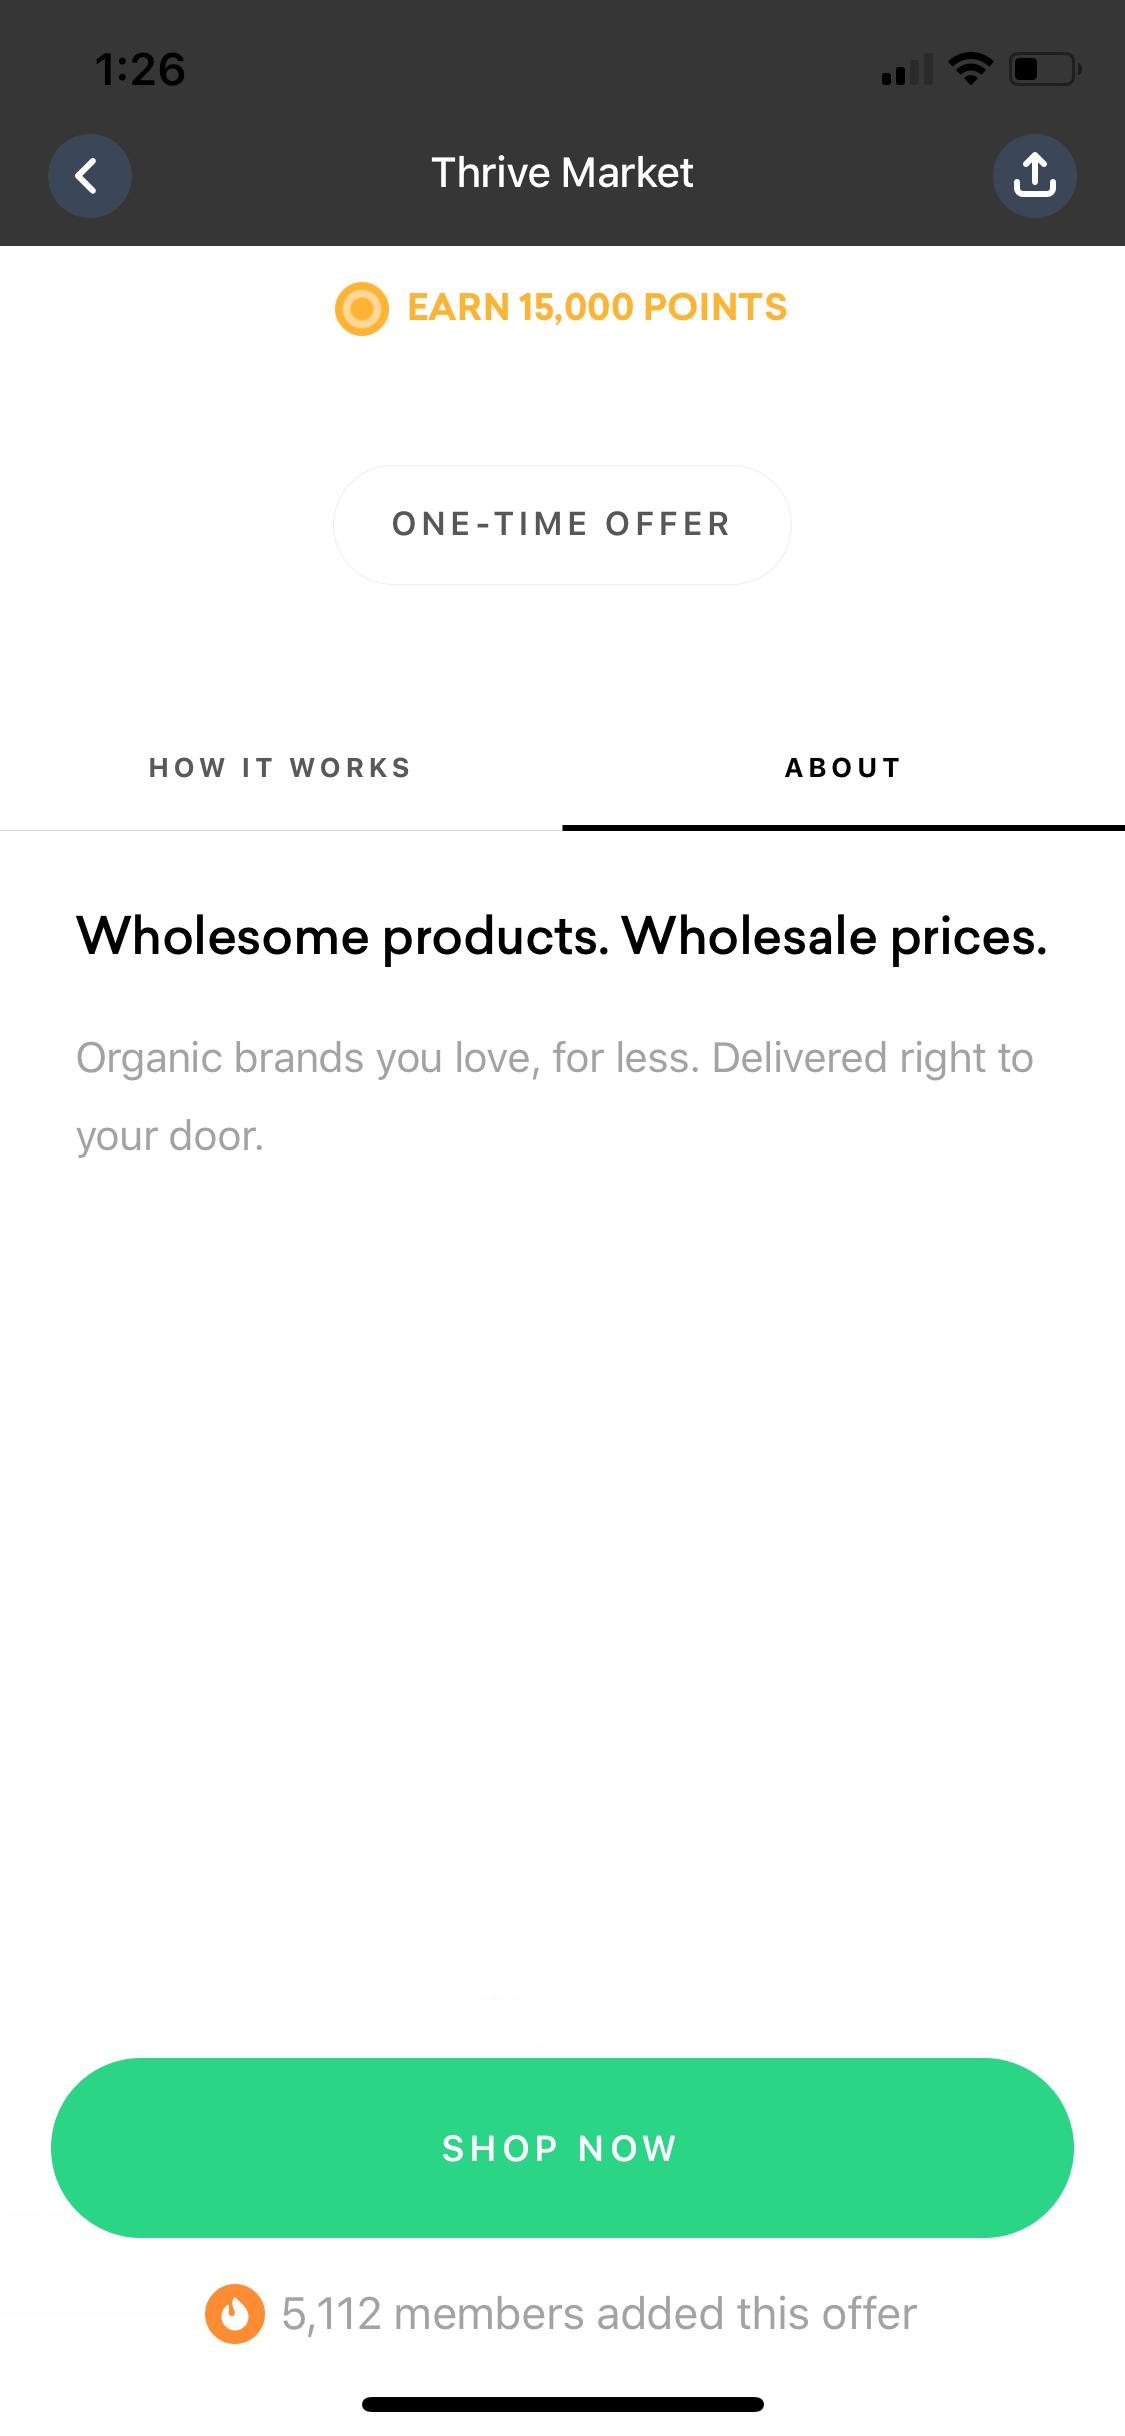 1:26
Thrive Market
EARN 15,000 POINTS
ONE-TIME OFFER
HOW IT WORKS
ABOUT
Wholesome products. Wholesale prices.
Organic brands you love, for less. Delivered right to
your door.
SHOP NOW
5,112 members added this offer